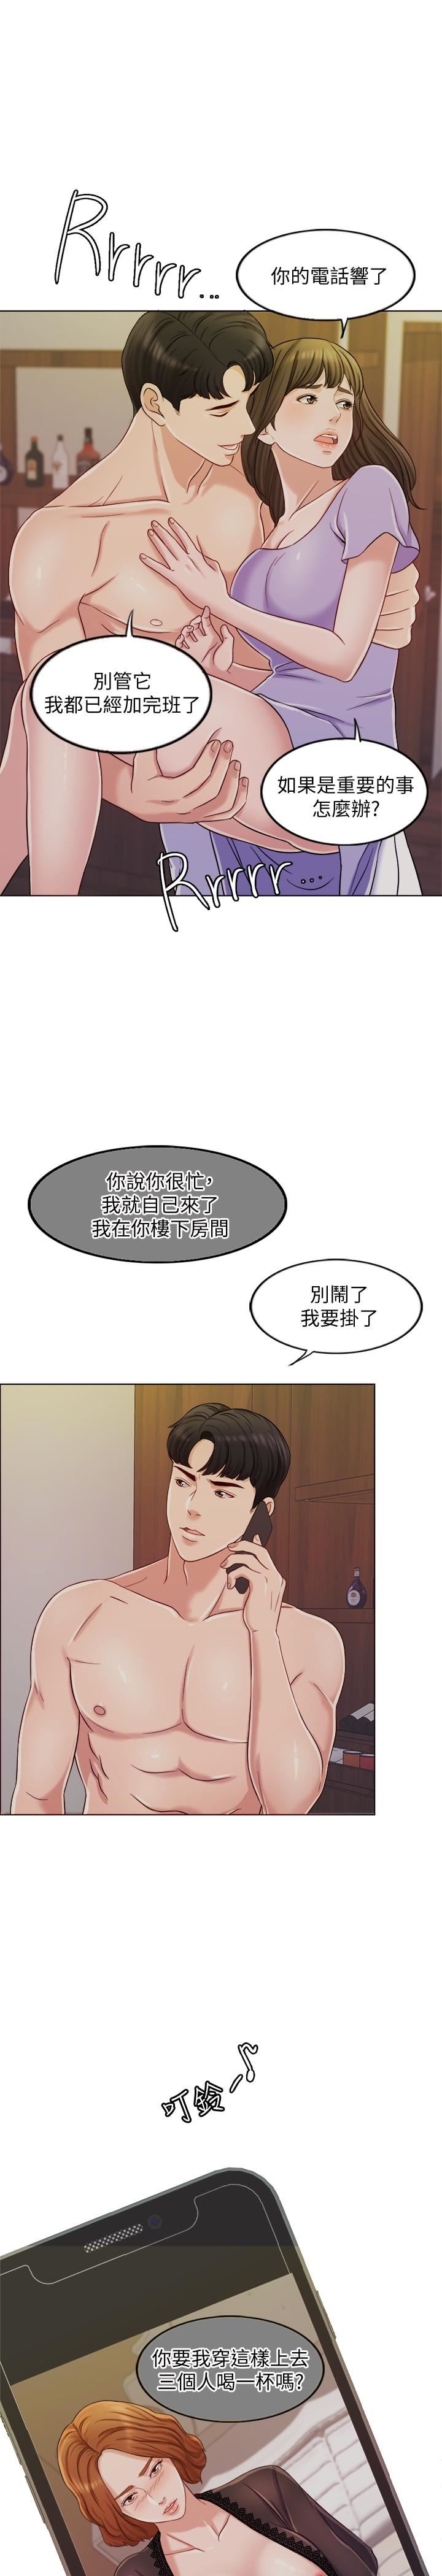 Rrrrrr...
你的電話響了
別管它
我都已經加完班了
如果是重要的事
怎麼辦?
Rrrrrr...
你說你很忙,
我就自己來了
我在你樓下房間
別鬧了
我要掛了
叮鈴~♪
你要我穿這樣上去
三個人喝一杯嗎?